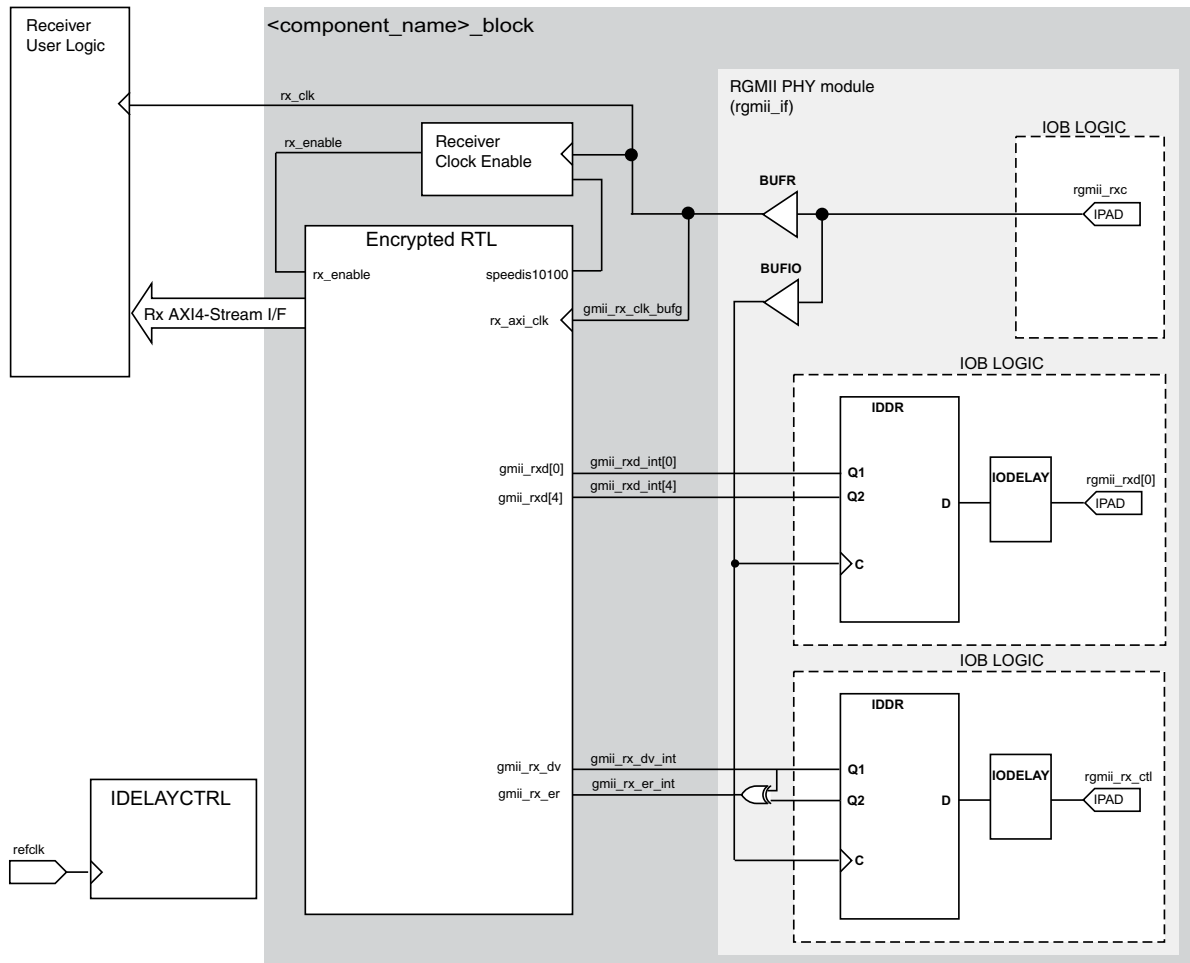 Receiver
User Logic
<component_name>_block
RGMII PHY module
(rgmii_if)
rx_clk
IOB LOGIC
rx_enable
Receiver
Clock Enable
BUFR
rgmii_rxc
IPAD
Encrypted RTL
BUFIO
rx_enable
speedis10100
Rx AXI4-Stream I/F
gmii_rx_clk_bufg
rx_axi_clk
IOB LOGIC
IDDR
gmii_rxd[0]
gmii_rxd_int[0]
Q1
IODELAY
rgmii_rxd[0]
gmii_rxd[4]
gmii_rxd_int[4]
Q2
D
IPAD
C
IOB LOGIC
IDDR
gmii_rx_dv
gmii_rx_dv_int
Q1
IODELAY
rgmii_rx_ctl
gmii_rx_er
gmii_rx_er_int
Q2
D
IPAD
IDELAYCTRL
refclk
C